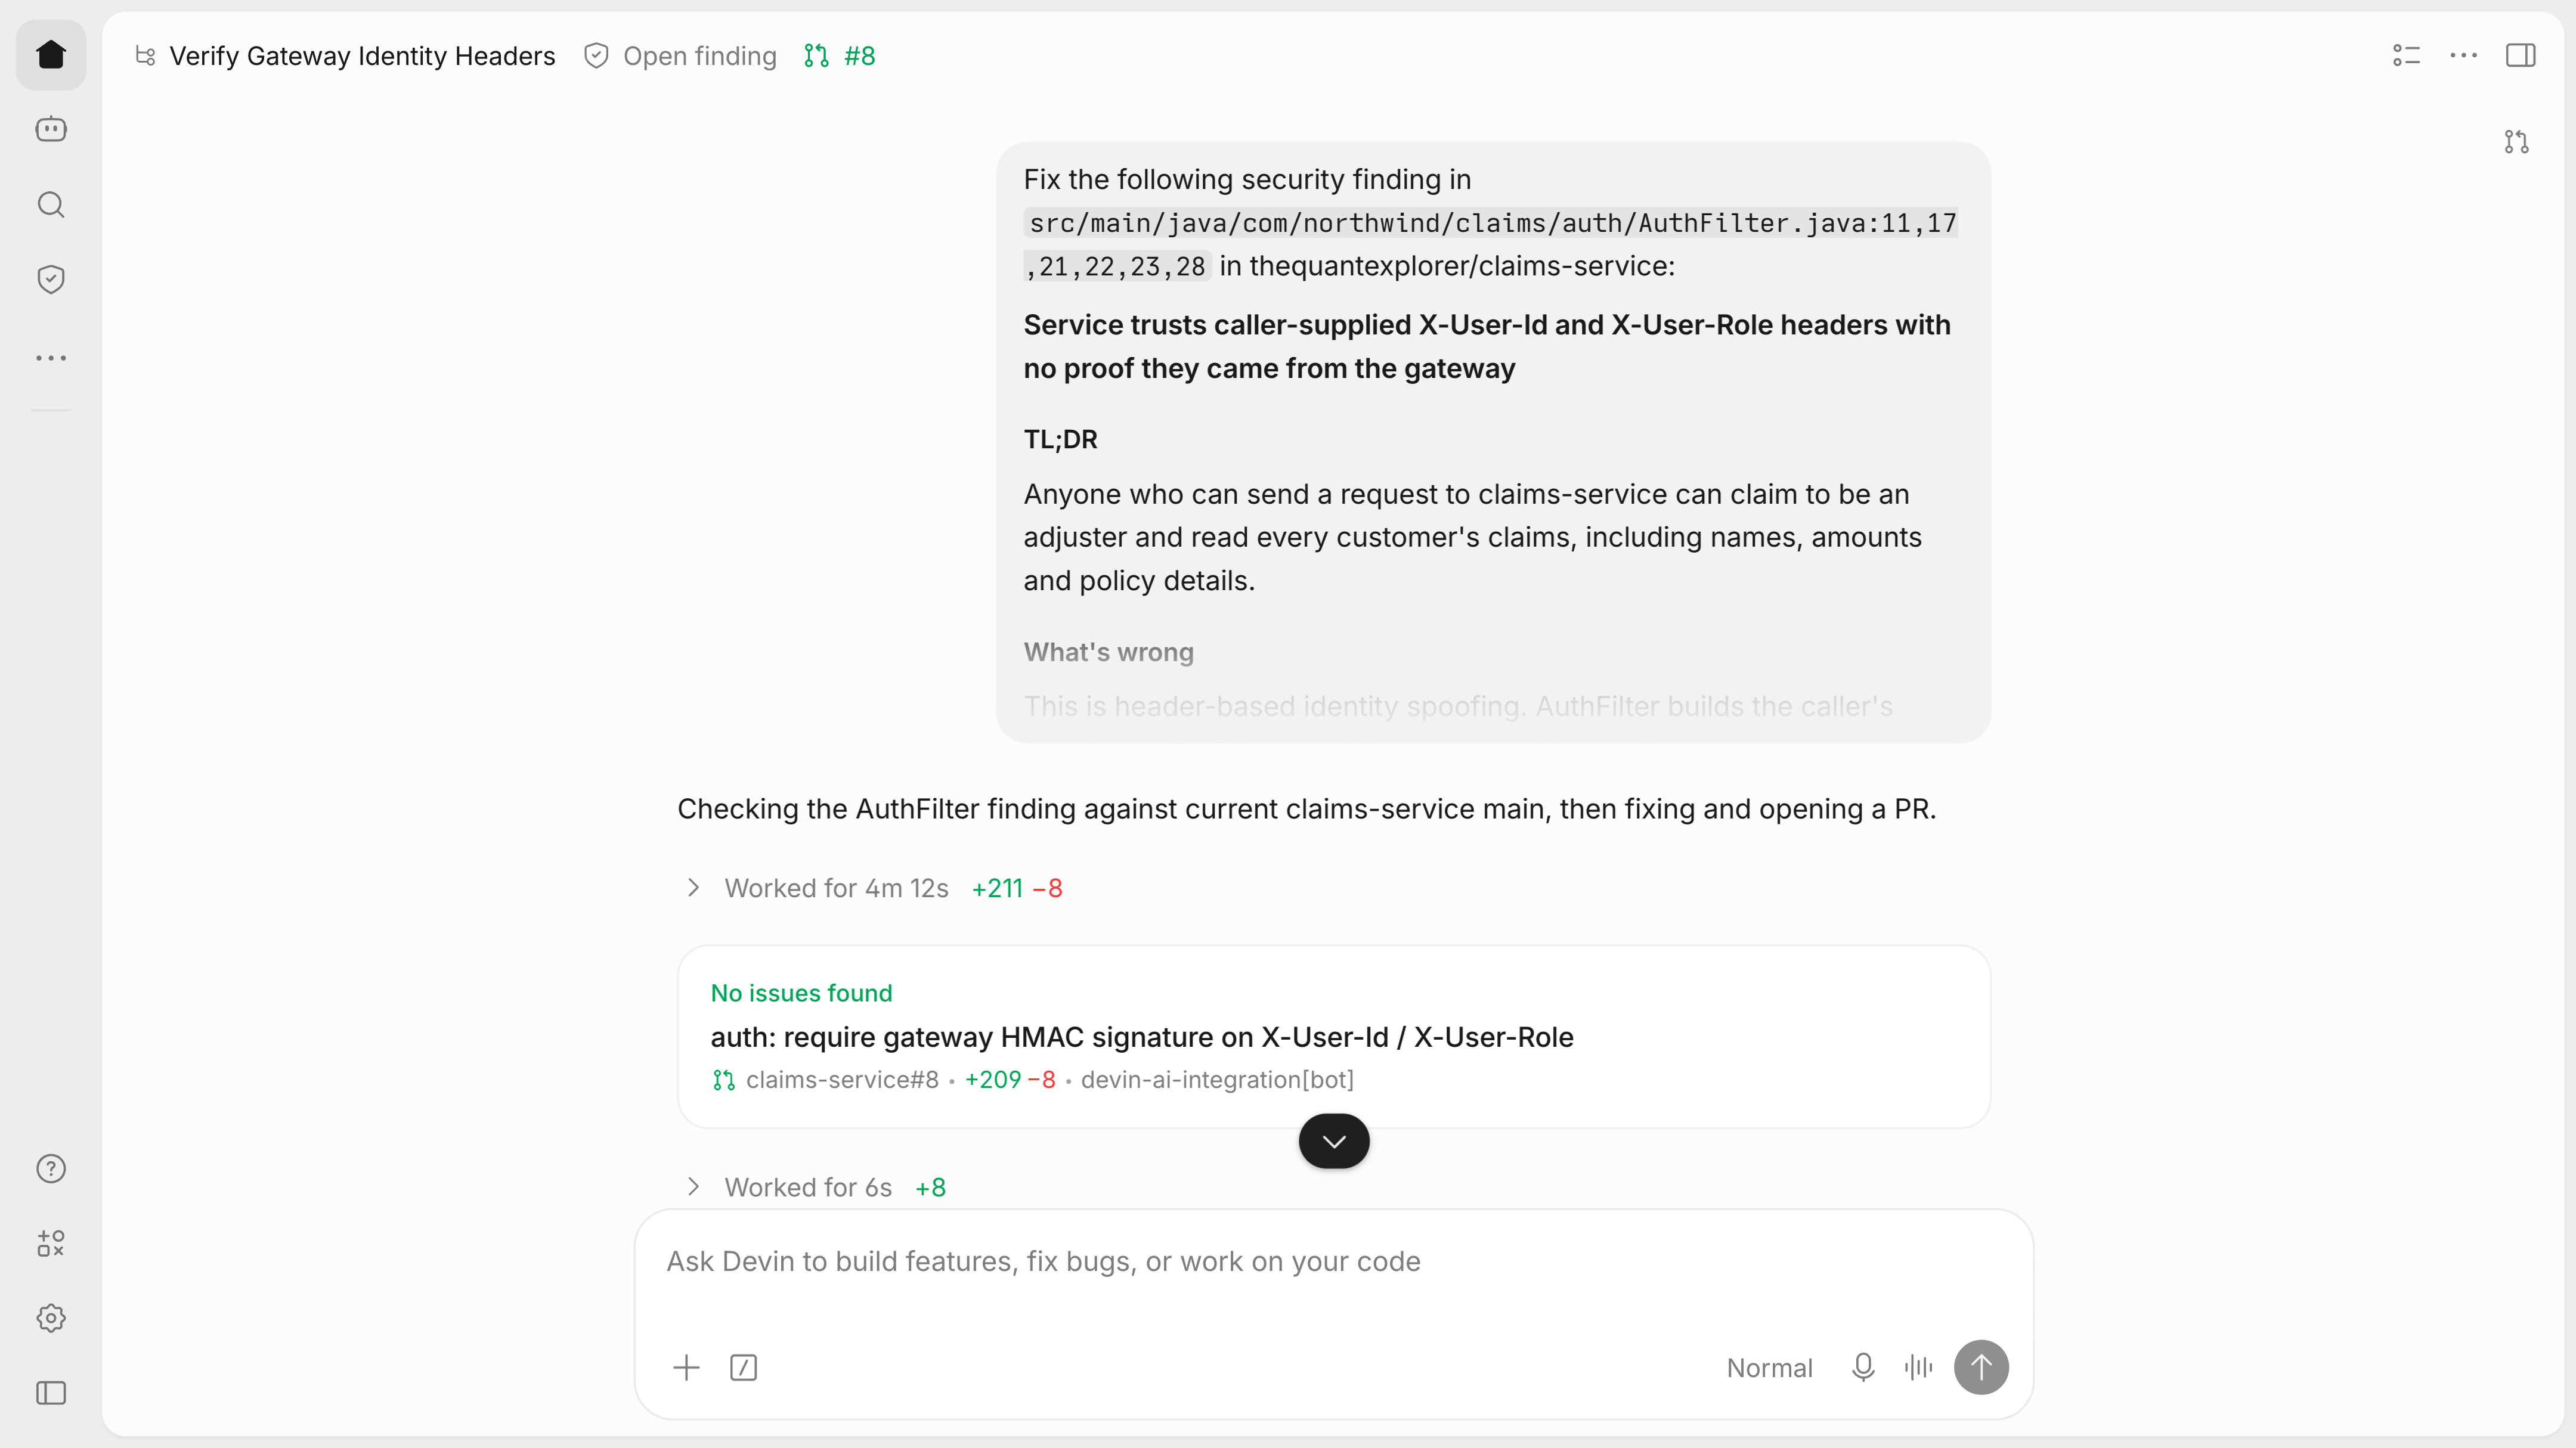 Verify Gateway Identity Headers Open finding #8
Fix the following security finding in
src/main/java/com/northwind/claims/auth/AuthFilter.java:11,17
,21,22,23,28 in thequantexplorer/claims-service:
Service trusts caller-supplied X-User-Id and X-User-Role headers with
no proof they came from the gateway
TL;DR
Anyone who can send a request to claims-service can claim to be an
adjuster and read every customer's claims, including names, amounts
and policy details.
What's wrong
This is header-based identity spoofing. AuthFilter builds the caller's
Checking the AuthFilter finding against current claims-service main, then fixing and opening a PR.
Worked for 4m 12s +211 −8
No issues found
auth: require gateway HMAC signature on X-User-Id / X-User-Role
claims-service#8 • +209 −8 • devin-ai-integration[bot]
Worked for 6s +8
Ask Devin to build features, fix bugs, or work on your code
Normal